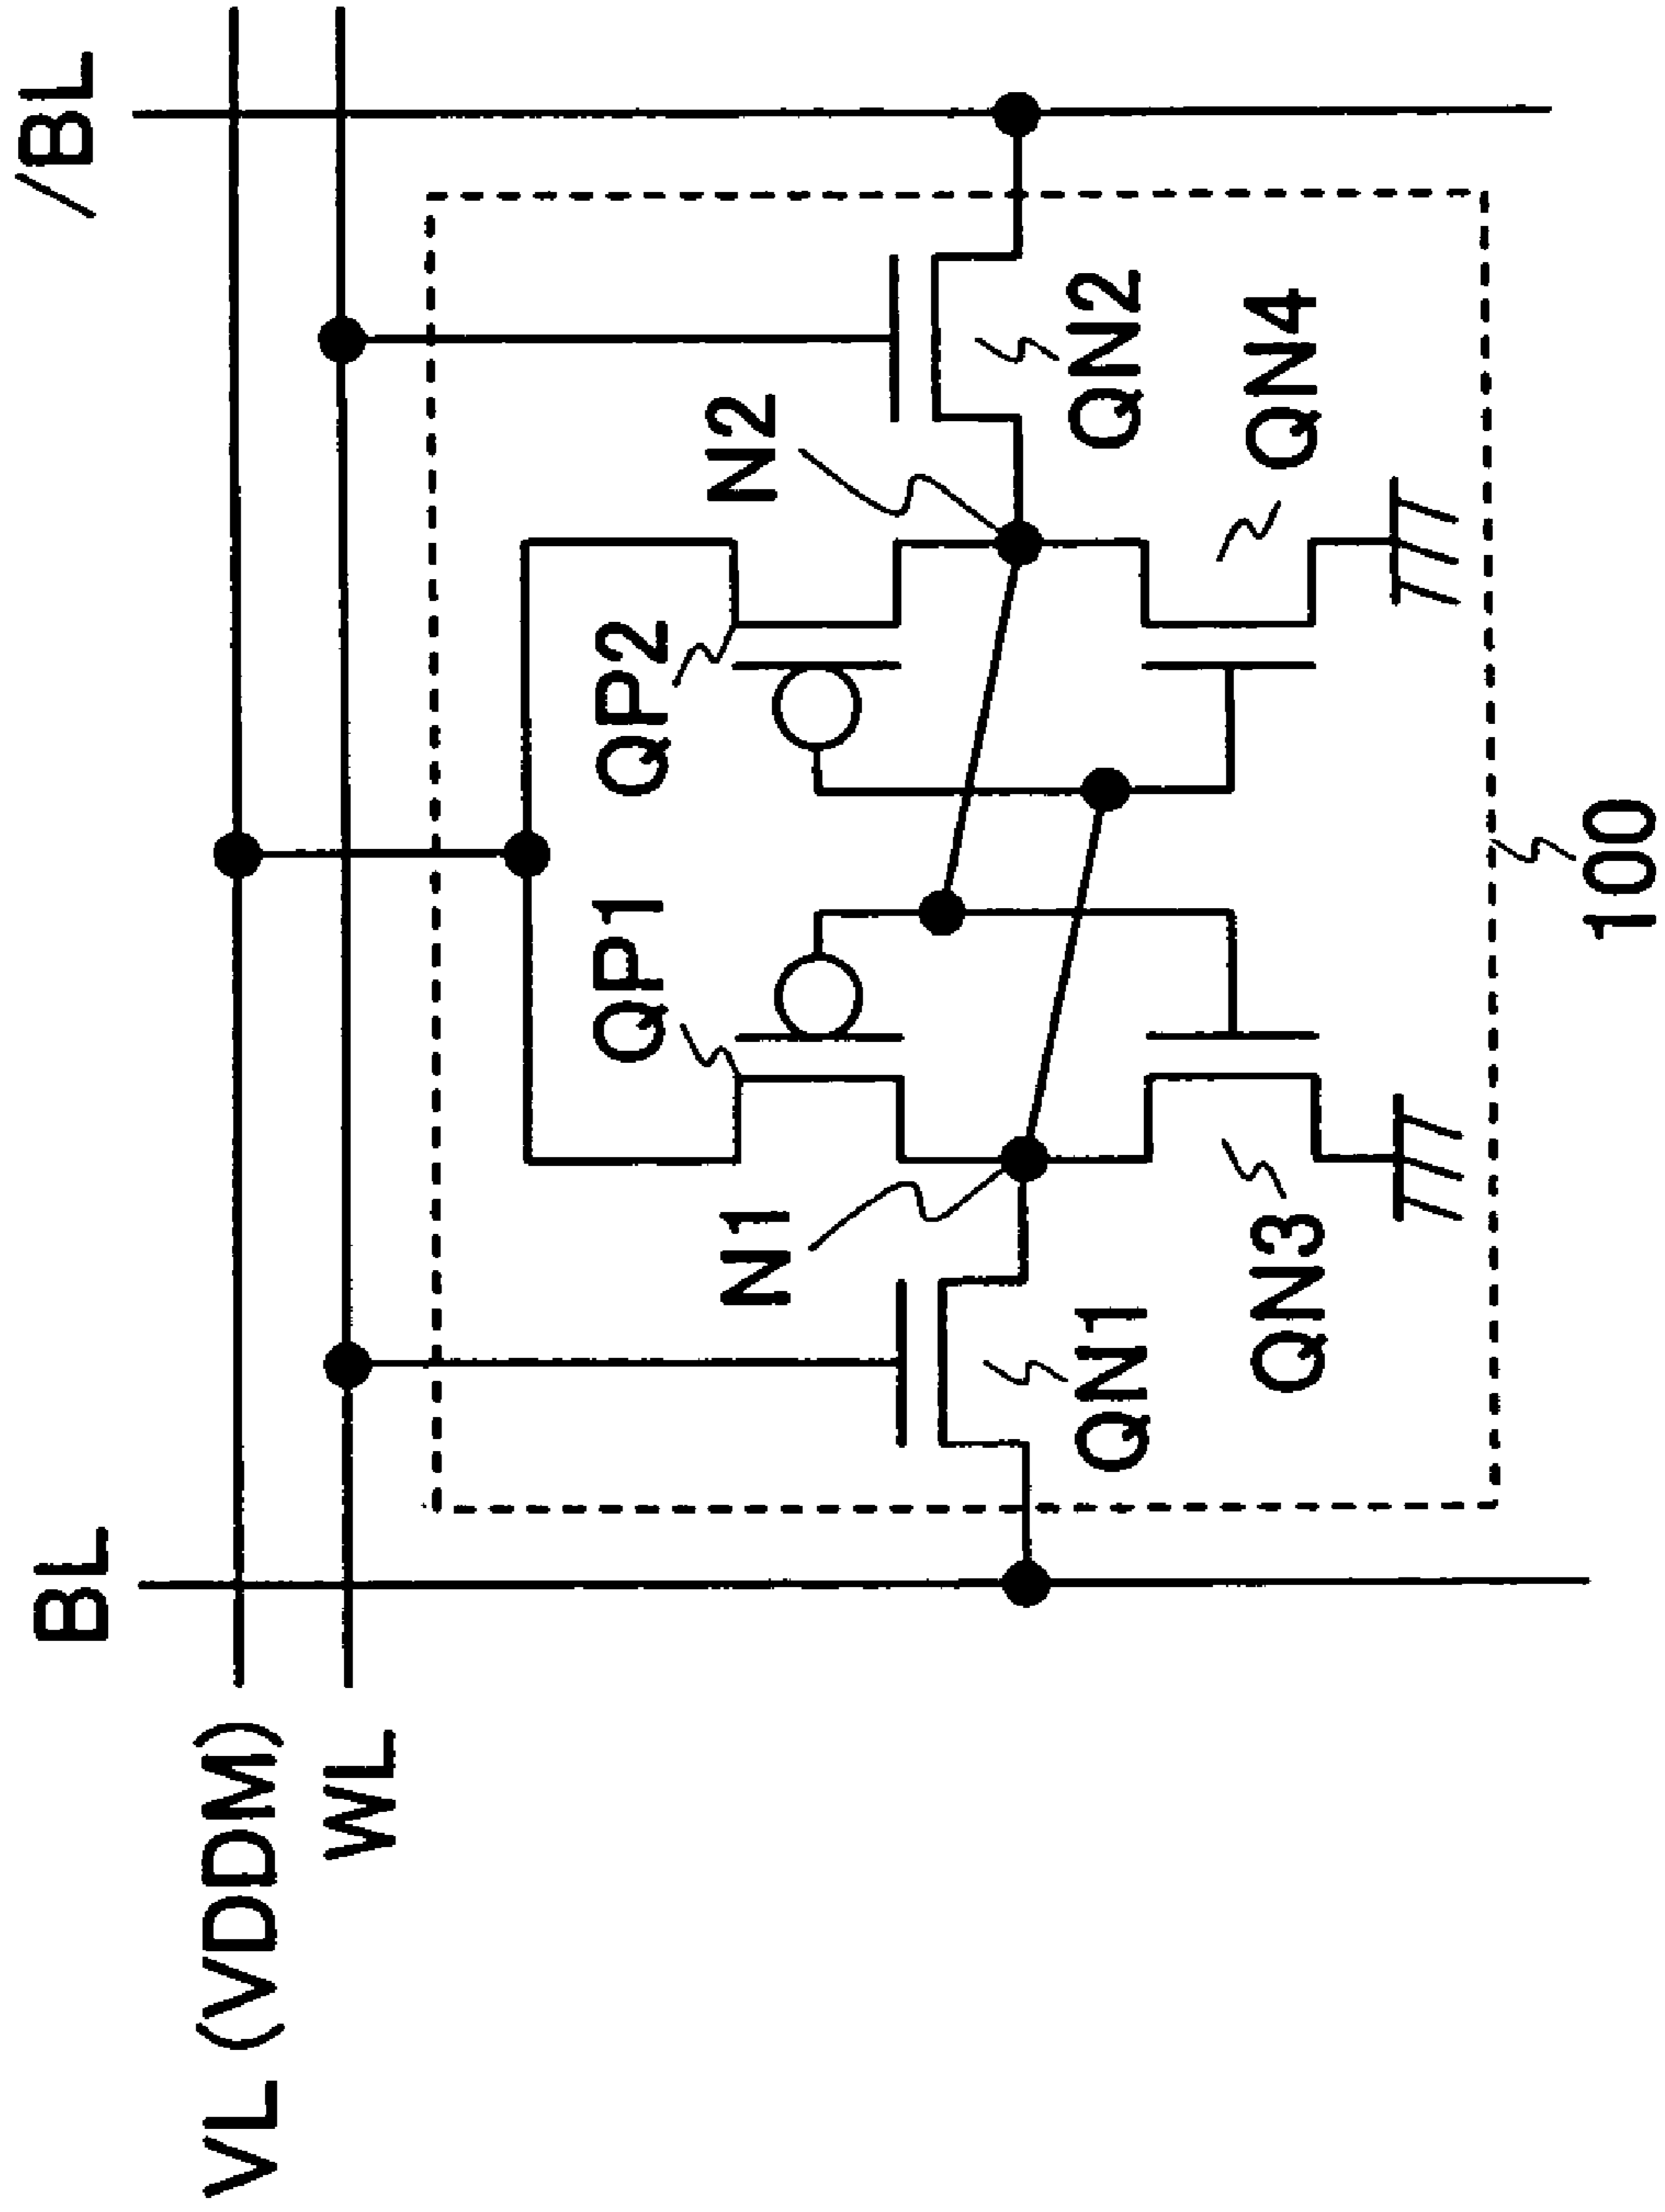 BL
/BL
VL (VDDM)
WL
QP1
QP2
N1
N2
QN1
QN2
QN3
QN4
100